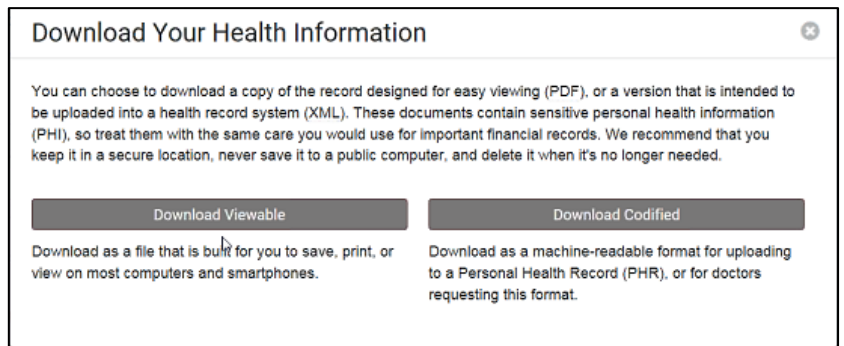 Download Your Health Information
You can choose to download a copy of the record designed for easy viewing (PDF), or a version that is intended to
be uploaded into a health record system (XML). These documents contain sensitive personal health information
(PHI), so treat them with the same care you would use for important financial records. We recommend that you
keep it in a secure location, never save it to a public computer, and delete it when it's no longer needed.
Download Viewable
Download as a file that is built for you to save, print, or
view on most computers and smartphones.
Download Codified
Download as a machine-readable format for uploading
to a Personal Health Record (PHR), or for doctors
requesting this format.